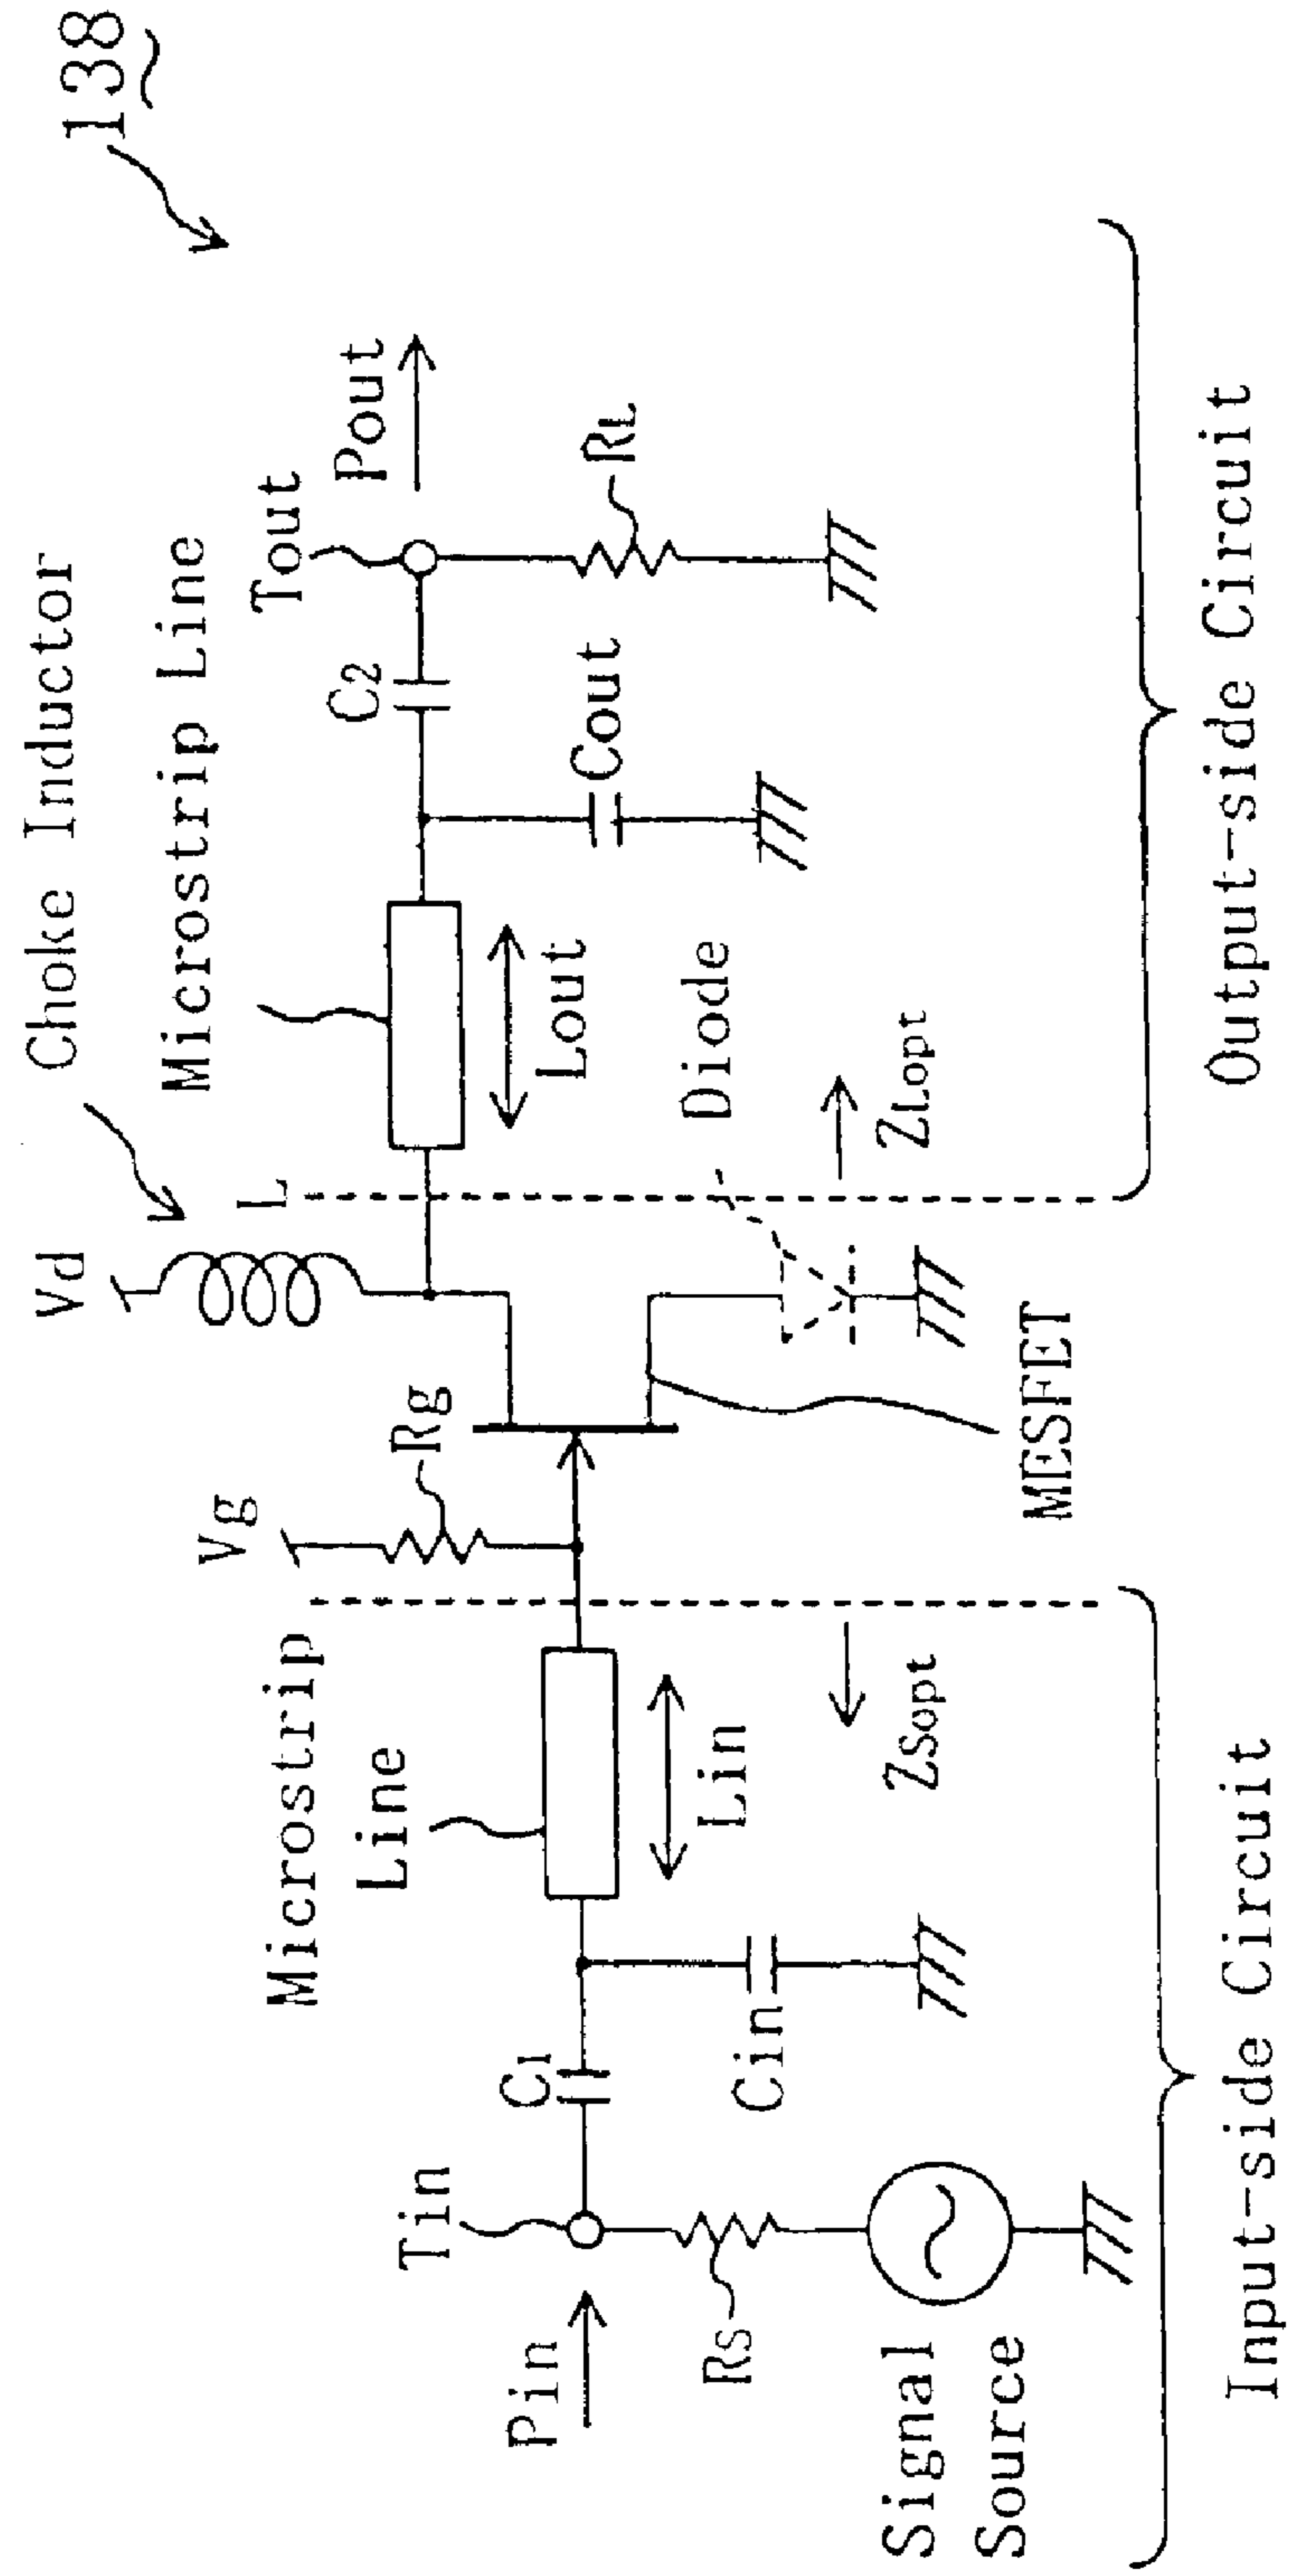 138
Choke Inductor
Vd
L
Microstrip Line
Tout
Pout
Vg
Rg
C2
RL
Cout
Lout
Diode
ZLopt
MESFET
Microstrip
Line
Lin
ZSopt
Tin
C1
Cin
Pin
Rs
Signal
Source
Input-side Circuit
Output-side Circuit